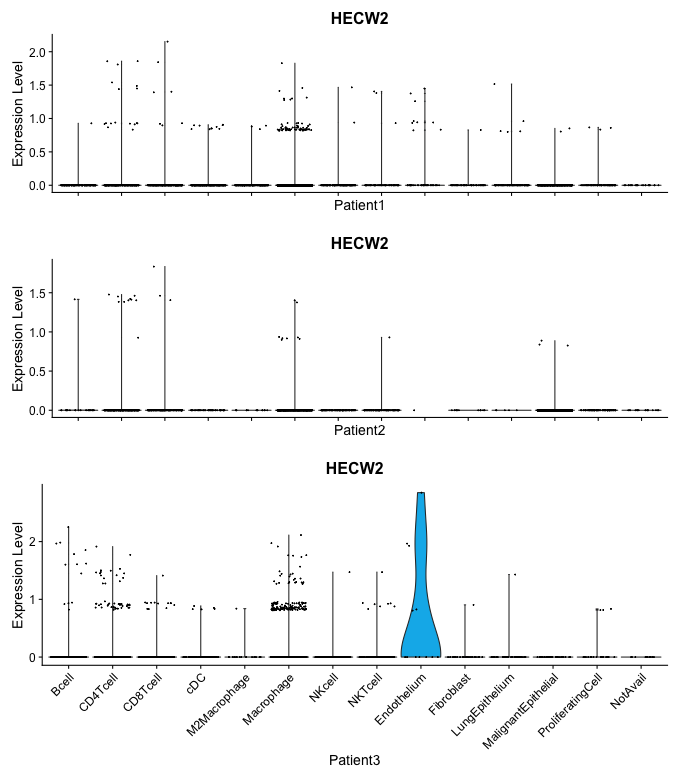 HECW2
Expression Level
2.0
1.5
1.0
0.5
0.0
Patient1
HECW2
Expression Level
1.5
1.0
0.5
0.0
Patient2
HECW2
Expression Level
2
1
0
Bcell
CD4Tcell
CD8Tcell
cDC
M2Macrophage
Macrophage
NKcell
NKTcell
Endothelium
Fibroblast
LungEpithelium
MalignantEpithelial
ProliferatingCell
NotAvail
Patient3